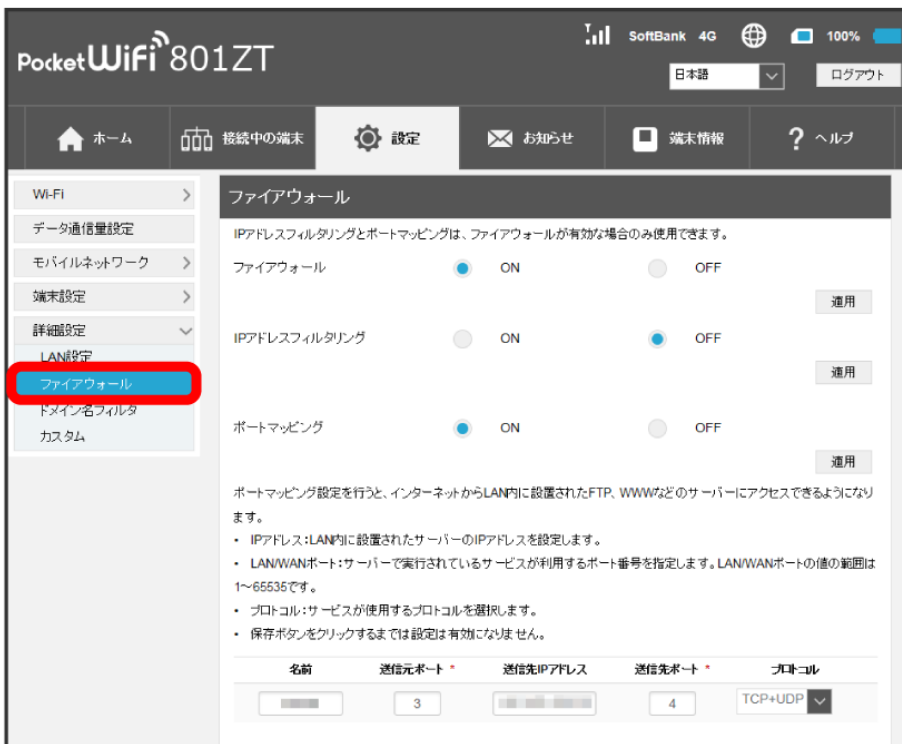 SoftBank 4G 100%
PocketWiFi 801ZT
日本語 ログアウト
ホーム 接続中の端末 設定 お知らせ 端末情報 ? ヘルプ
Wi-Fi
データ通信量設定
モバイルネットワーク
端末設定
詳細設定
LAN設定
ファイアウォール
ドメイン名フィルタ
カスタム
ファイアウォール
IPアドレスフィルタリングとポートマッピングは、ファイアウォールが有効な場合のみ使用できます。
ファイアウォール ON OFF
適用
IPアドレスフィルタリング ON OFF
適用
ポートマッピング ON OFF
適用
ポートマッピング設定を行うと、インターネットからLAN内に設置されたFTP、WWWなどのサーバーにアクセスできるようになり
ます。
• IPアドレス:LAN内に設置されたサーバーのIPアドレスを設定します。
• LAN/WANポート:サーバーで実行されているサービスが利用するポート番号を指定します。LAN/WANポートの値の範囲は
1～65535です。
• プロトコル:サービスが使用するプロトコルを選択します。
• 保存ボタンをクリックするまでは設定は有効になりません。
名前 送信元ポート * 送信先IPアドレス 送信先ポート * プロトコル
3 4 TCP+UDP